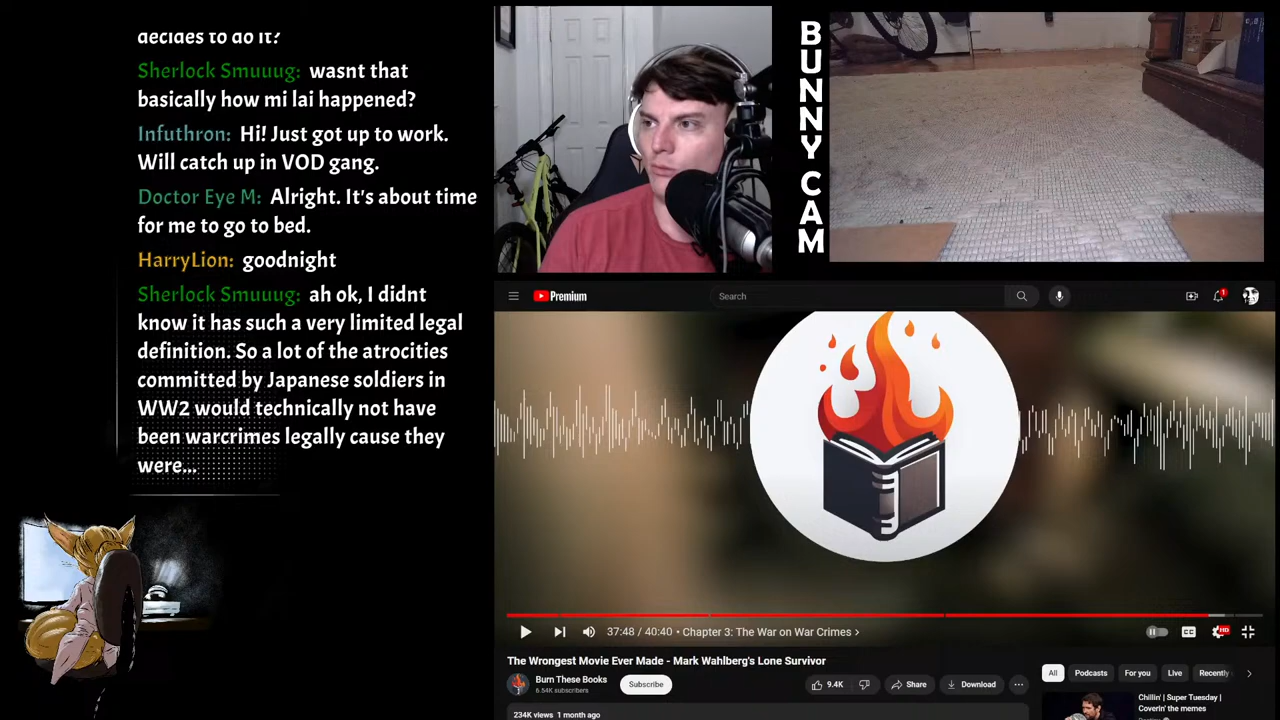 decides to do it?
Sherlock Smuuug: wasnt that
basically how mi lai happened?
Infuthron: Hi! Just got up to work.
Will catch up in VOD gang.
Doctor Eye M: Alright. It's about time
for me to go to bed.
HarryLion: goodnight
Sherlock Smuuug: ah ok, I didnt
know it has such a very limited legal
definition. So a lot of the atrocities
committed by Japanese soldiers in
WW2 would technically not have
been warcrimes legally cause they
were...
BUNNY CAM
Premium
Search
1
37:48 / 40:40 • Chapter 3: The War on War Crimes >
HD
The Wrongest Movie Ever Made - Mark Wahlberg's Lone Survivor
Burn These Books
6.54K subscribers
Subscribe
9.4K
Share
Download
234K views 1 month ago
All
Podcasts
For you
Live
Recently
Chillin' | Super Tuesday |
Coverin' the memes